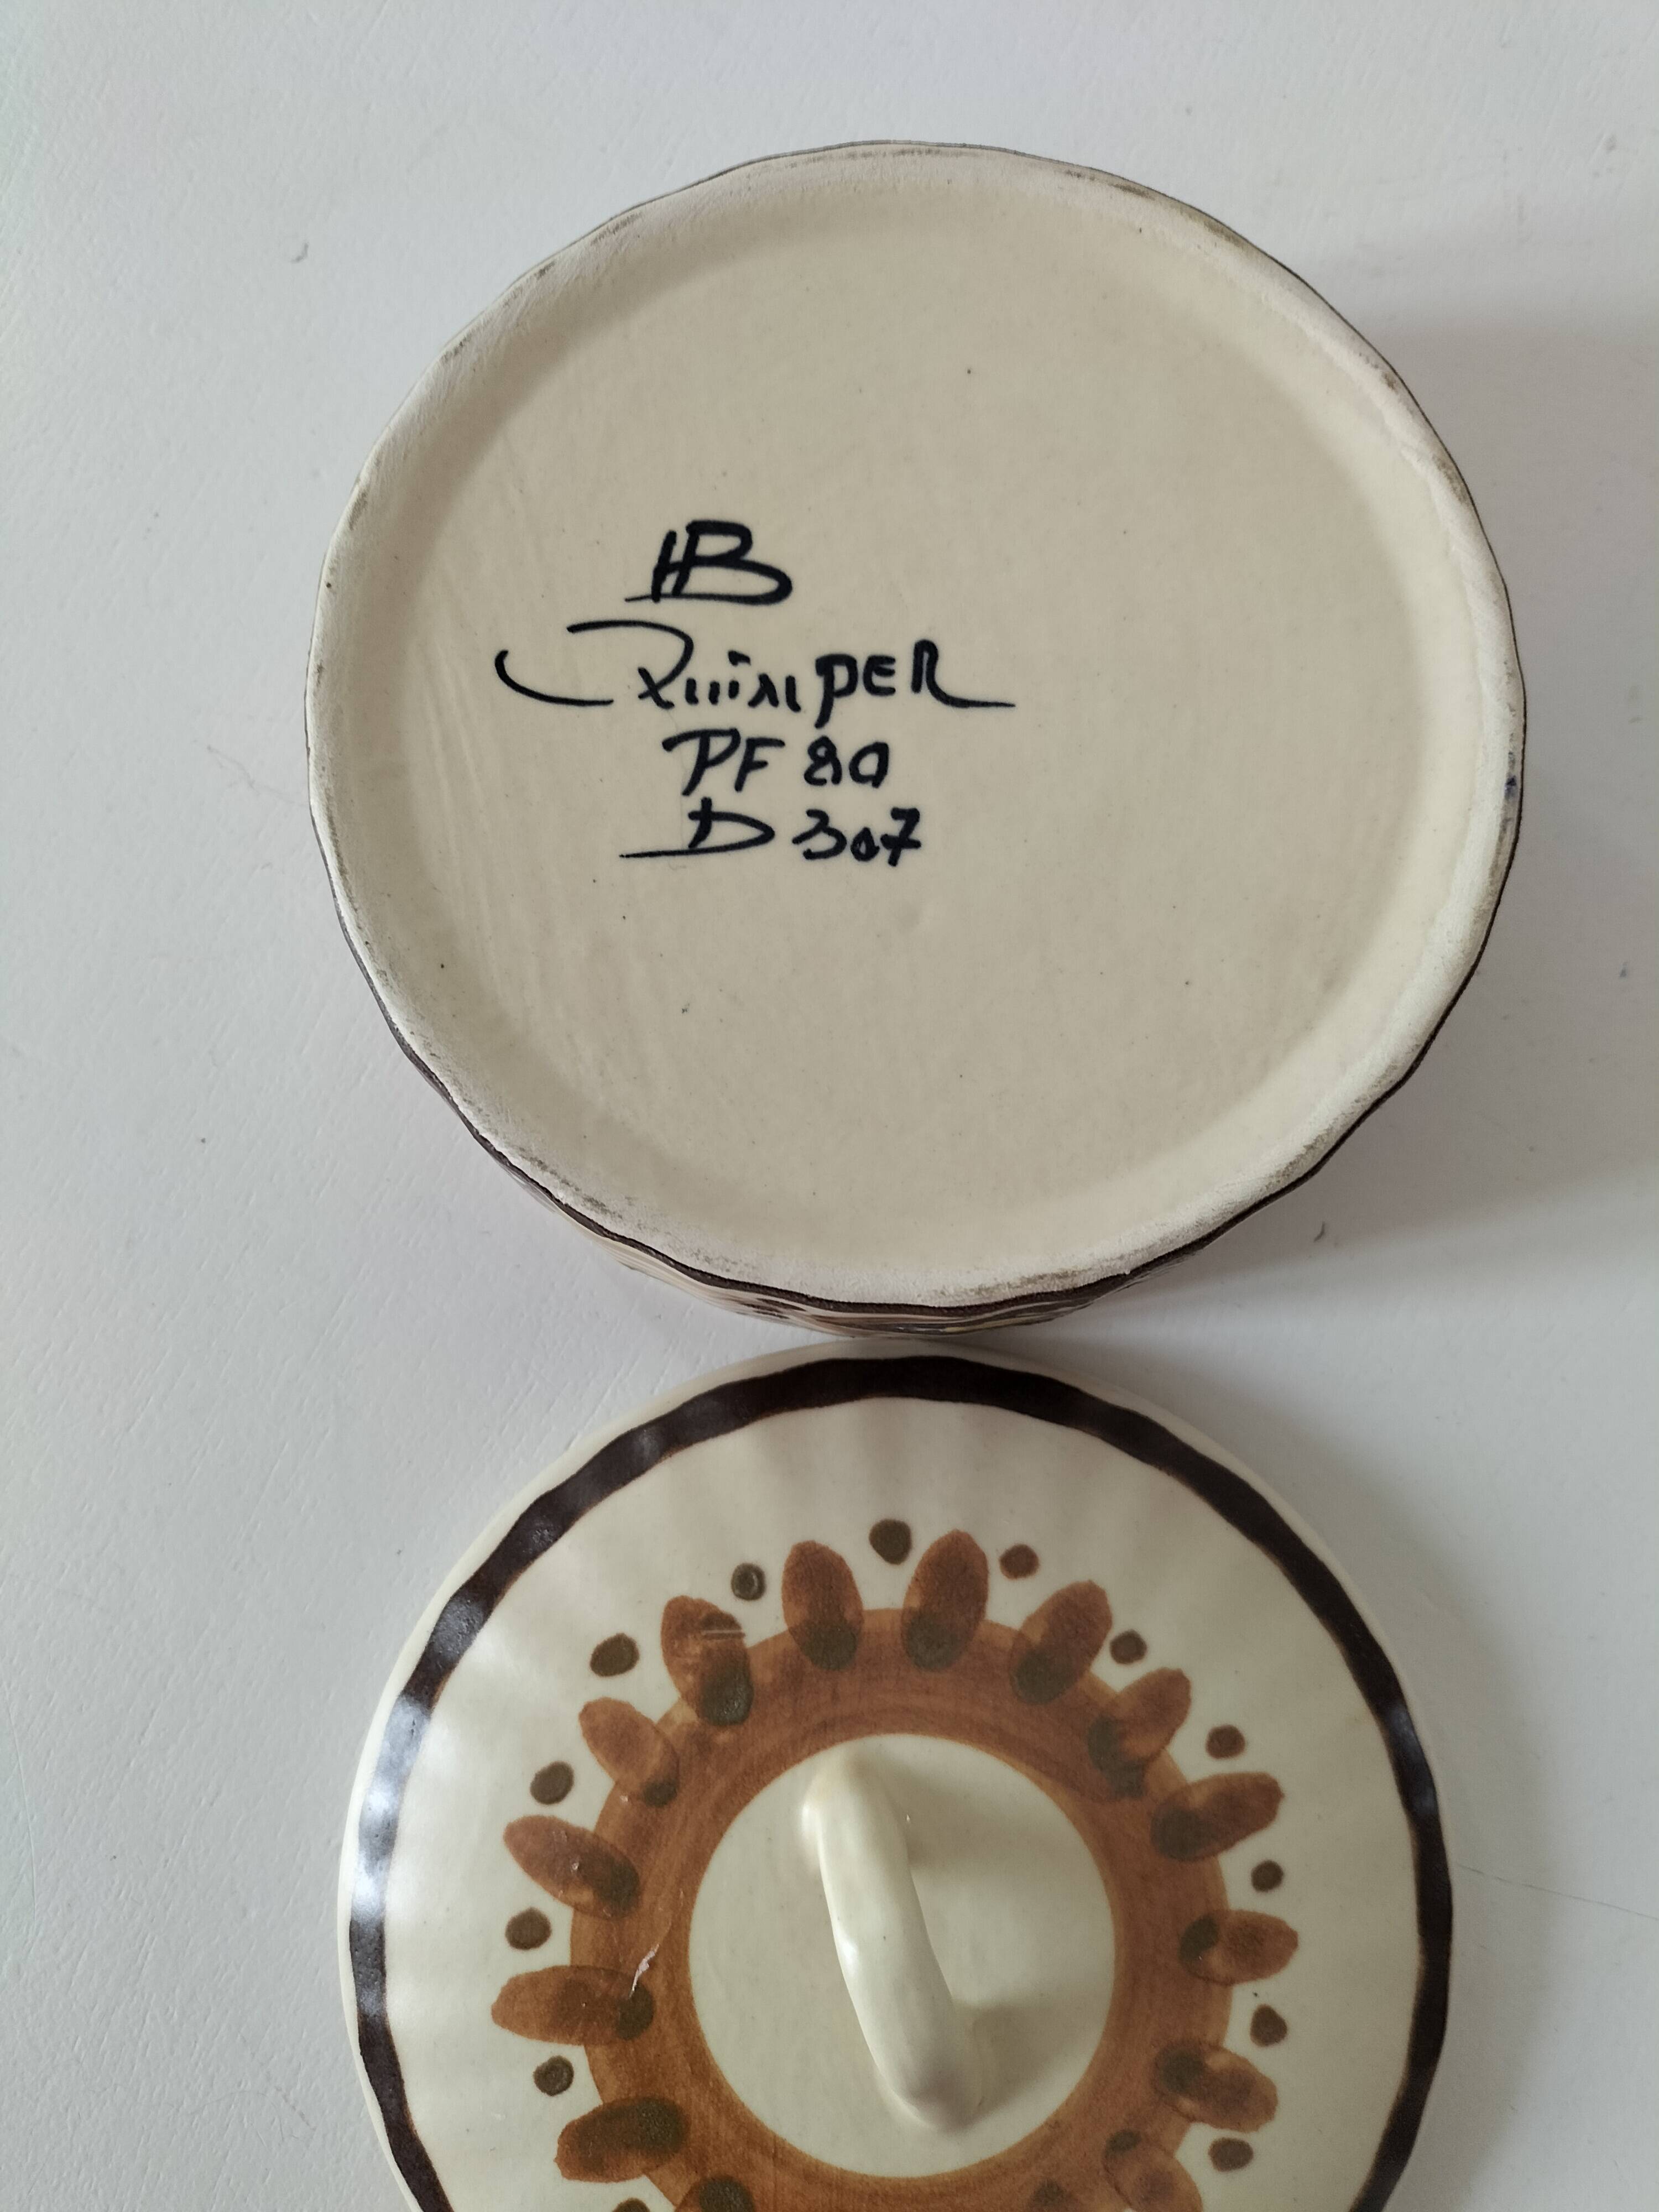 HB
QuimpER
PF 80
D 307